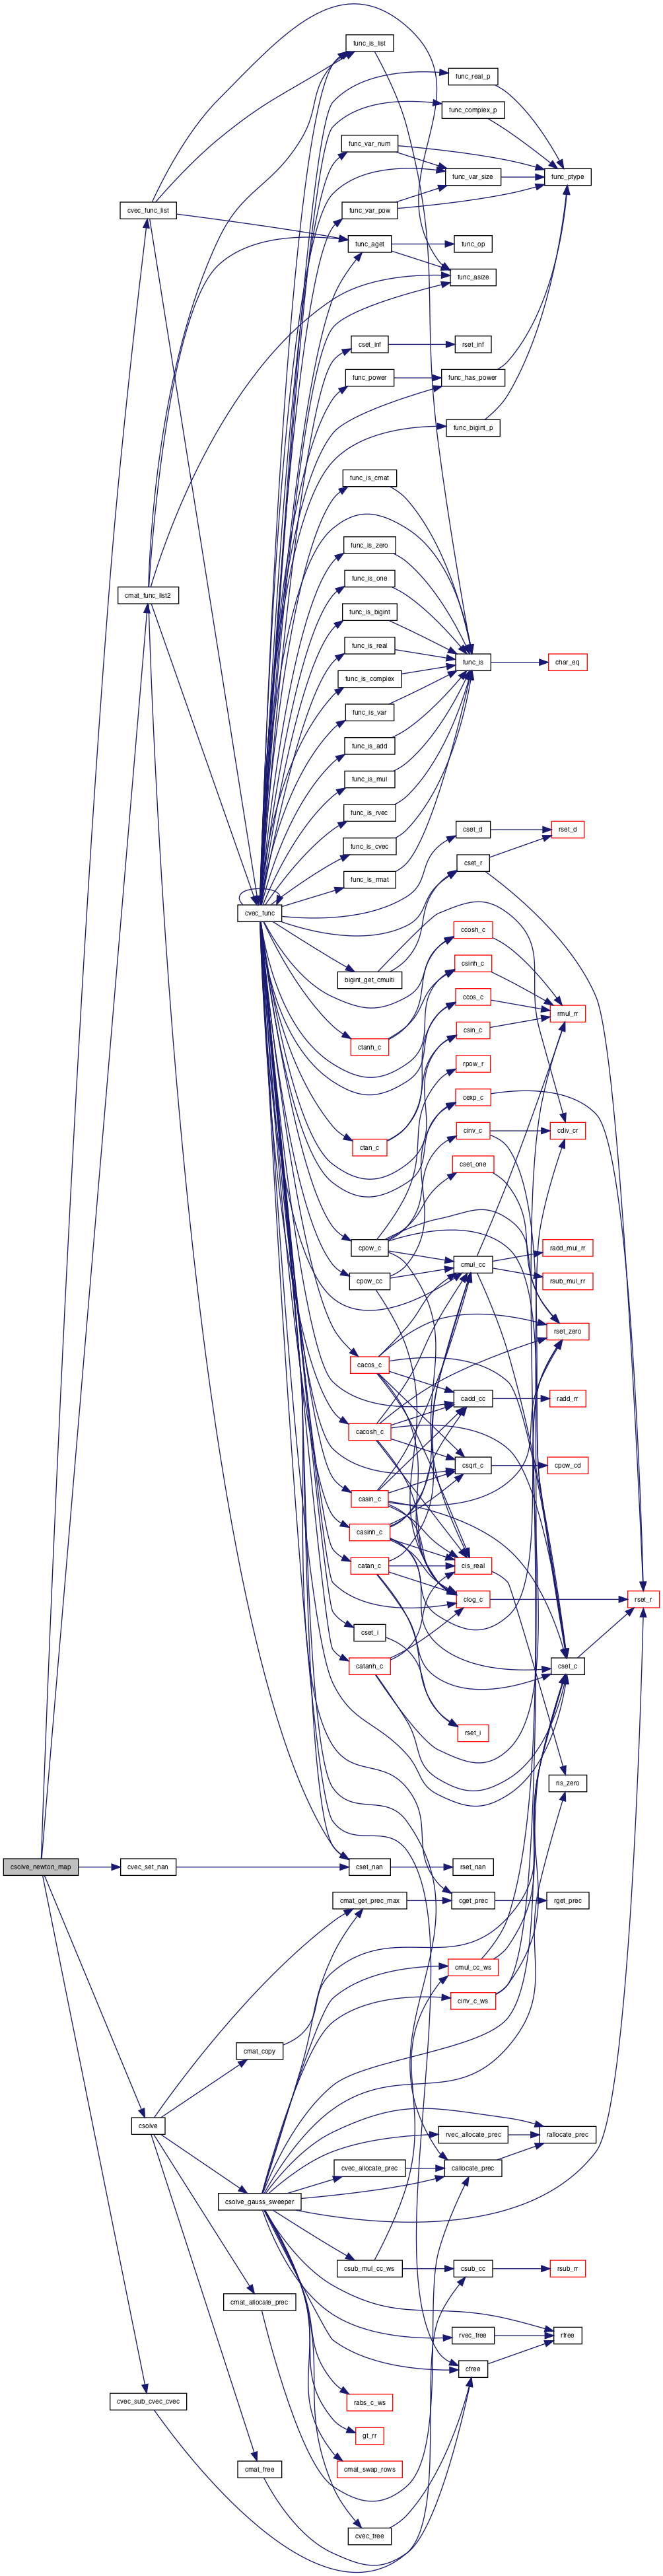 func_is_list
func_real_p
func_complex_p
func_var_num
func_ptype
func_var_size
cvec_func_list
func_var_pow
func_aget
func_op
func_asize
cset_inf
rset_inf
func_power
func_has_power
func_bigint_p
func_is_cmat
func_is_zero
func_is_one
cmat_func_list2
func_is_bigint
func_is_real
func_is
char_eq
func_is_complex
func_is_var
func_is_add
func_is_mul
func_is_rvec
cset_d
rset_d
func_is_cvec
cset_r
func_is_rmat
cvec_func
ccosh_c
csinh_c
bigint_get_cmulti
ccos_c
rmul_rr
csin_c
ctanh_c
rpow_r
cexp_c
cinv_c
cdiv_cr
ctan_c
cset_one
cpow_c
radd_mul_rr
cmul_cc
cpow_cc
rsub_mul_rr
rset_zero
cacos_c
cadd_cc
radd_rr
cacosh_c
csqrt_c
cpow_cd
casin_c
casinh_c
catan_c
cis_real
clog_c
rset_r
cset_i
catanh_c
cset_c
rset_i
ris_zero
csolve_newton_map
cvec_set_nan
cset_nan
rset_nan
cmat_get_prec_max
cget_prec
rget_prec
cmul_cc_ws
cinv_c_ws
csolve
rvec_allocate_prec
rallocate_prec
cmat_copy
cvec_allocate_prec
callocate_prec
csolve_gauss_sweeper
csub_mul_cc_ws
csub_cc
rsub_rr
cmat_allocate_prec
rvec_free
rfree
cfree
cvec_sub_cvec_cvec
rabs_c_ws
gt_rr
cmat_free
cmat_swap_rows
cvec_free